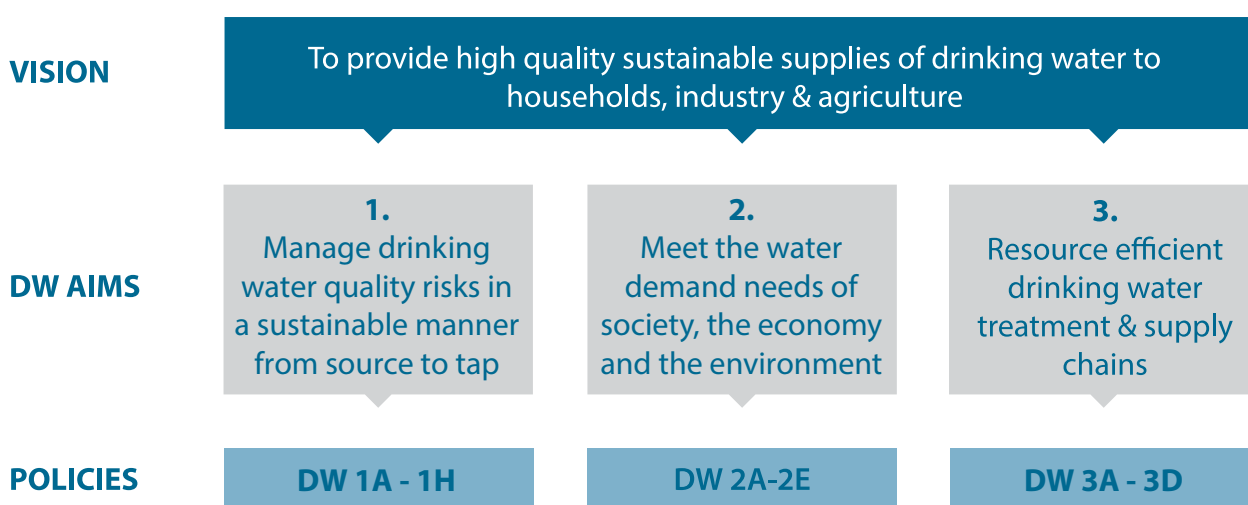 VISION
To provide high quality sustainable supplies of drinking water to
households, industry & agriculture
DW AIMS
1.
Manage drinking
water quality risks in
a sustainable manner
from source to tap
2.
Meet the water
demand needs of
society, the economy
and the environment
3.
Resource efficient
drinking water
treatment & supply
chains
POLICIES
DW 1A - 1H
DW 2A-2E
DW 3A - 3D